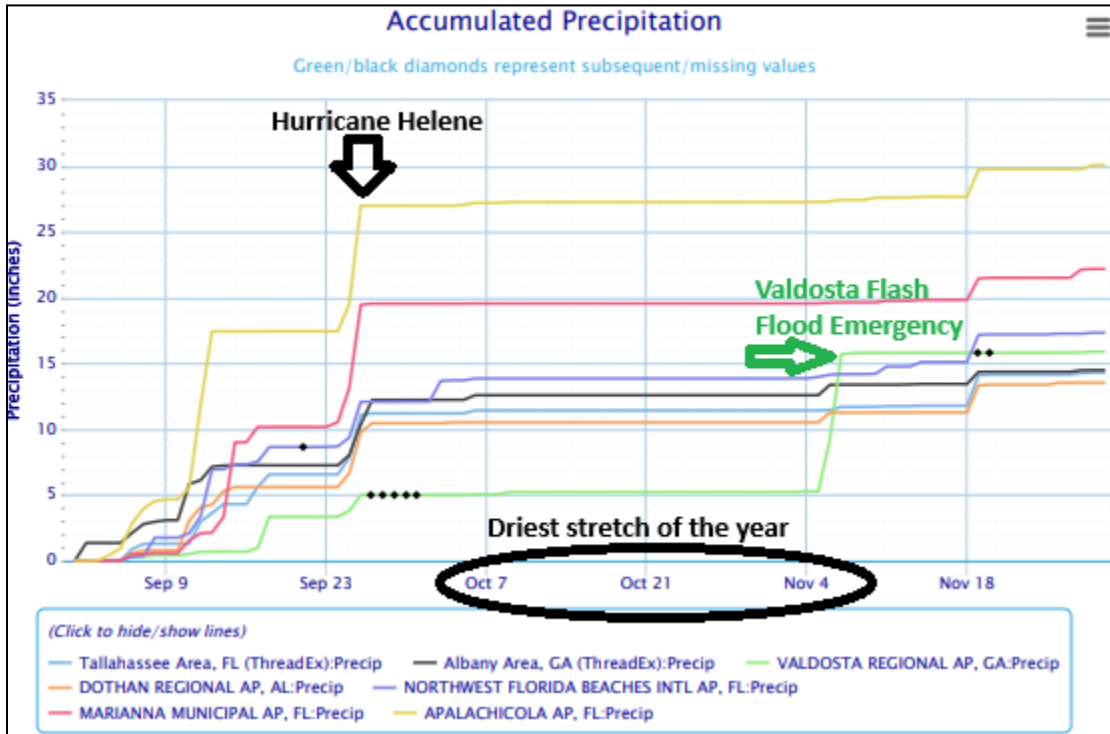 Accumulated Precipitation
Green/black diamonds represent subsequent/missing values
35
Hurricane Helene
30
25
Precipitation (inches)
20
Valdosta Flash
Flood Emergency
15
10
5
Driest stretch of the year
0
Sep 9 Sep 23 Oct 7 Oct 21 Nov 4 Nov 18
(Click to hide/show lines)
Tallahassee Area, FL (ThreadEx):Precip Albany Area, GA (ThreadEx):Precip VALDOSTA REGIONAL AP, GA:Precip
DOTHAN REGIONAL AP, AL:Precip NORTHWEST FLORIDA BEACHES INTL AP, FL:Precip
MARIANNA MUNICIPAL AP, FL:Precip APALACHICOLA AP, FL:Precip